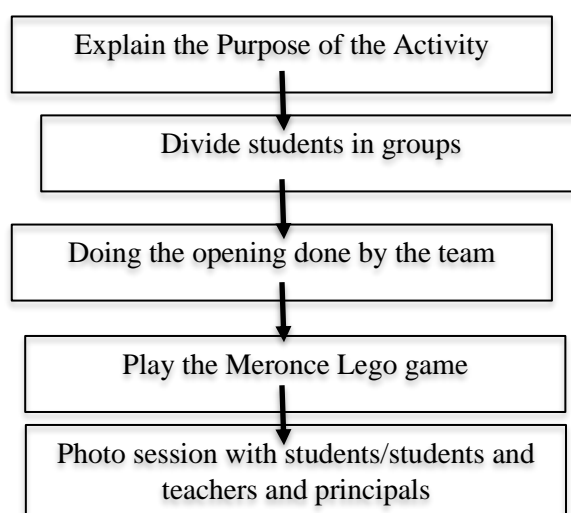 Explain the Purpose of the Activity
Divide students in groups
Doing the opening done by the team
Play the Meronce Lego game
Photo session with students/students and
teachers and principals